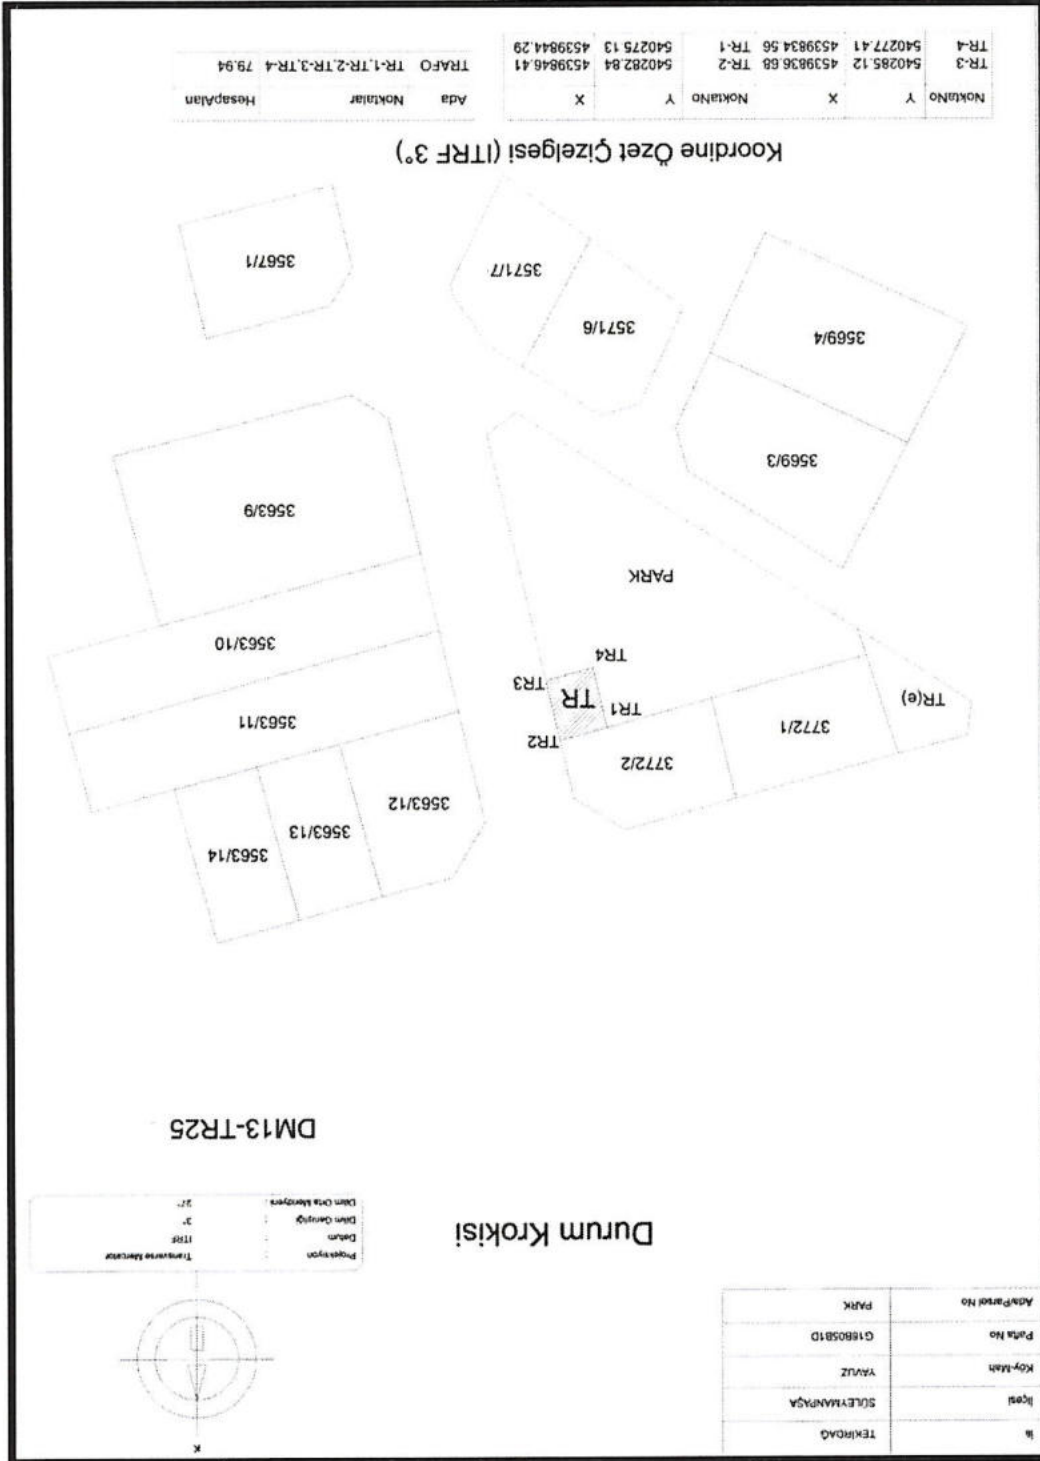 İli TEKİRDAĞ
İlçesi SÜLEYMANPAŞA
Köy-Mah YAVUZ
Pafta No G18B05B1D
Ada/Parsel No PARK
K
Durum Krokisi
Projeksiyon : Transverse Mercator
Datum : ITRF
Dilim Genişliği : 3°
Dilim Orta Meridyeni : 27°
DM13-TR25
3563/14
3563/13
3563/12
3772/2
3772/1
TR(e)
TR2
TR1
TR
TR3
TR4
3563/11
3563/10
PARK
3563/9
3569/3
3569/4
3571/6
3571/7
3567/1
Koordine Özet Çizelgesi (ITRF 3°)
NoktaNo Y X NoktaNo Y X
TR-3 540285.12 4539836.68 TR-2 540282.84 4539846.41
TR-4 540277.41 4539834.56 TR-1 540275.13 4539844.29
Ada Noktalar HesapAlan
TRAFO TR-1,TR-2,TR-3,TR-4 79.94